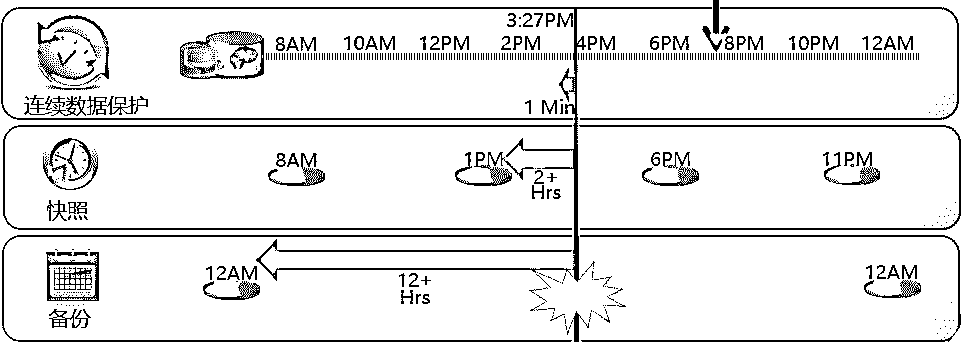 3:27PM
8AM 10AM 12PM 2PM 4PM 6PM 8PM 10PM 12AM
1 Min
连续数据保护
8AM 1PM 6PM 11PM
2+
Hrs
快照
12AM 12AM
12+
Hrs
备份